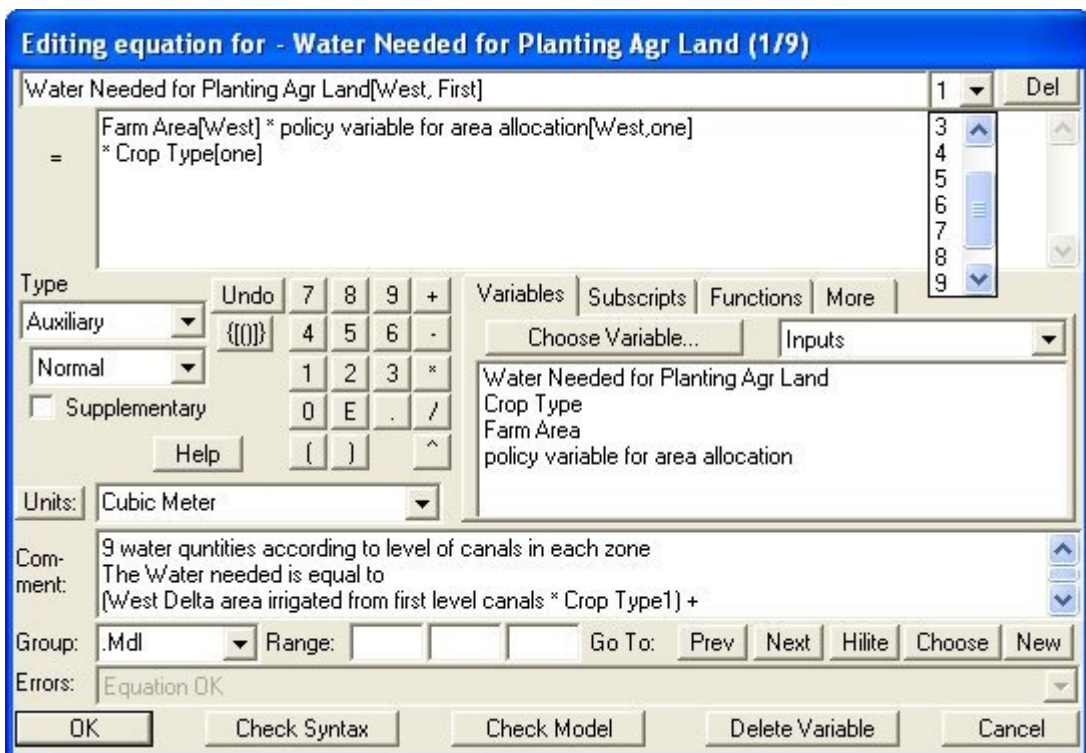 Editing equation for - Water Needed for Planting Agr Land (1/9)
Water Needed for Planting Agr Land[West, First]
1
Del
=
Farm Area[West] * policy variable for area allocation[West,one]
* Crop Type[one]
3
4
5
6
7
8
9
Type
Auxiliary
Normal
Supplementary
Help
Undo 7 8 9 +
{[()]} 4 5 6 -
1 2 3 *
0 E . /
( ) ^
Variables Subscripts Functions More
Choose Variable... Inputs
Water Needed for Planting Agr Land
Crop Type
Farm Area
policy variable for area allocation
Units: Cubic Meter
Com-
ment:
9 water quntities according to level of canals in each zone
The Water needed is equal to
(West Delta area irrigated from first level canals * Crop Type1) +
Group: .Mdl Range: Go To: Prev Next Hilite Choose New
Errors: Equation OK
OK Check Syntax Check Model Delete Variable Cancel